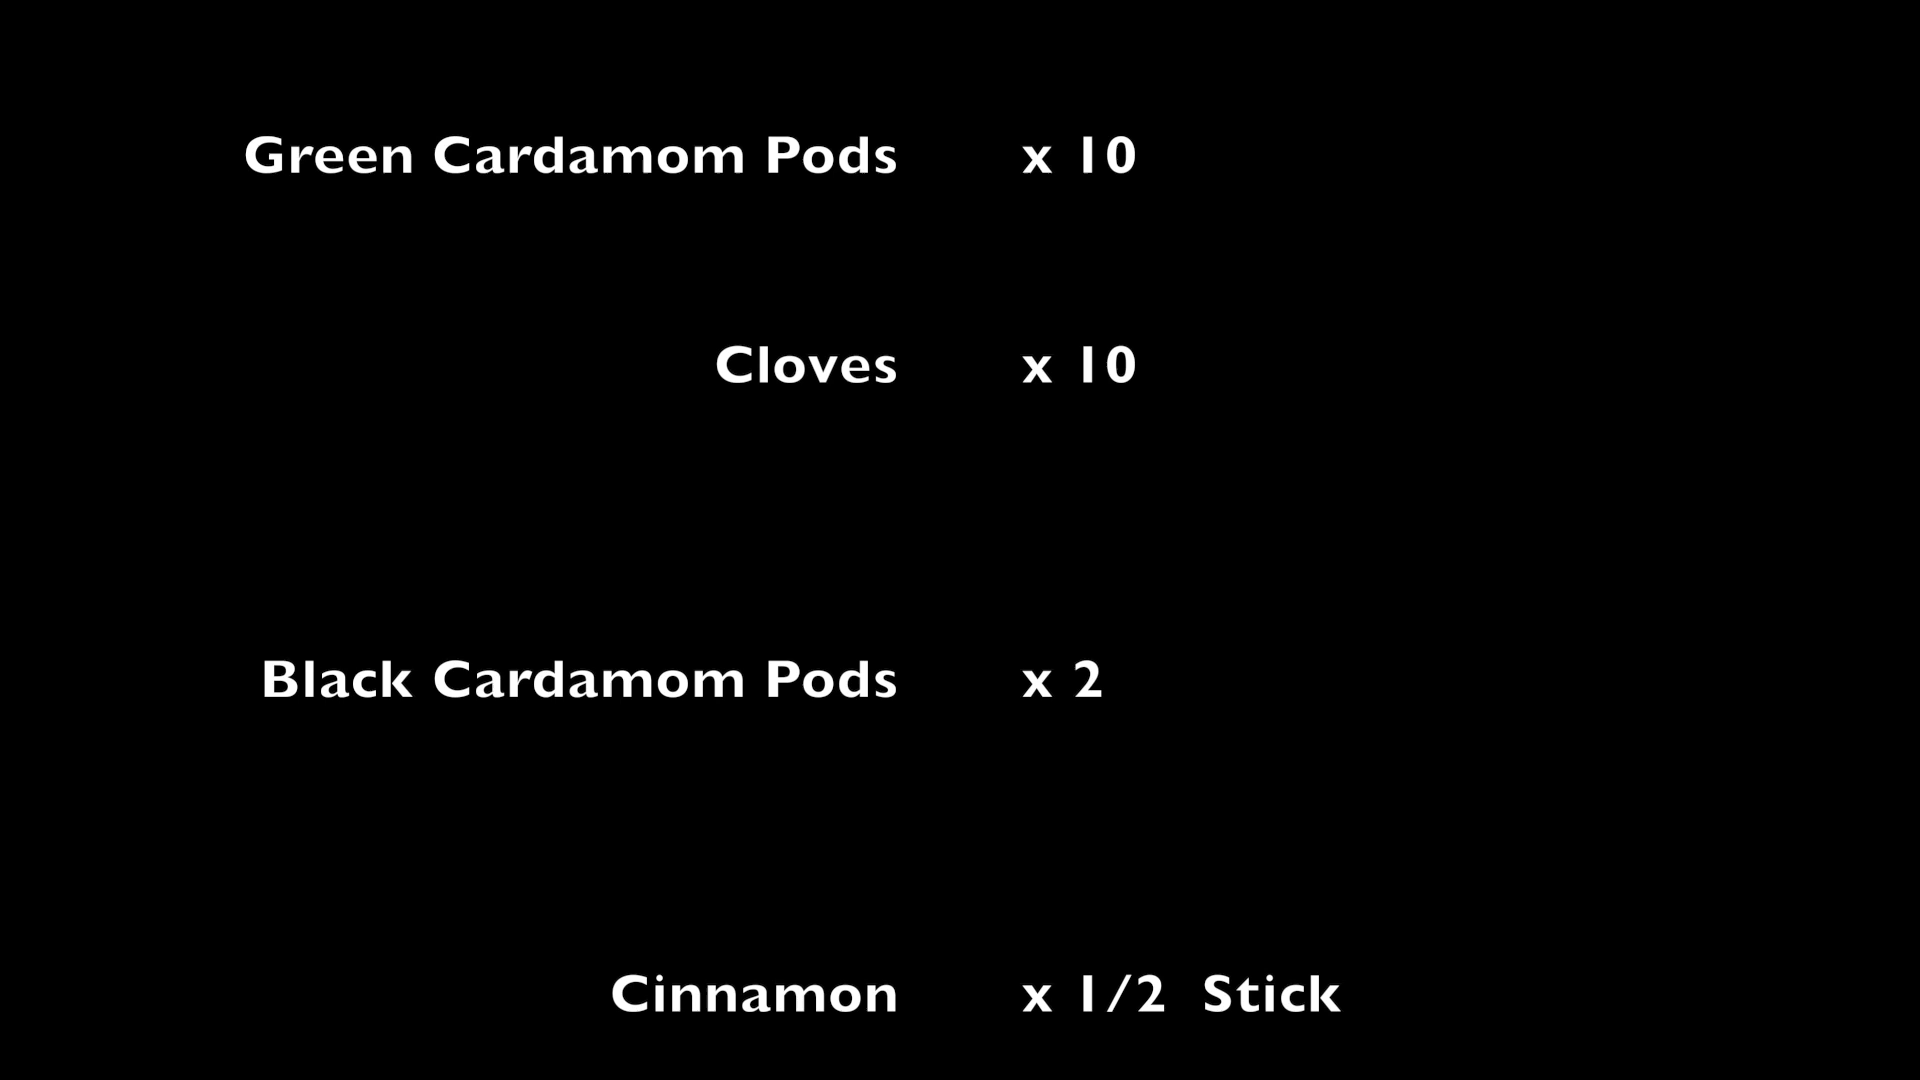 Green Cardamom Pods x 10
Cloves x 10
Black Cardamom Pods x 2
Cinnamon x 1/2 Stick